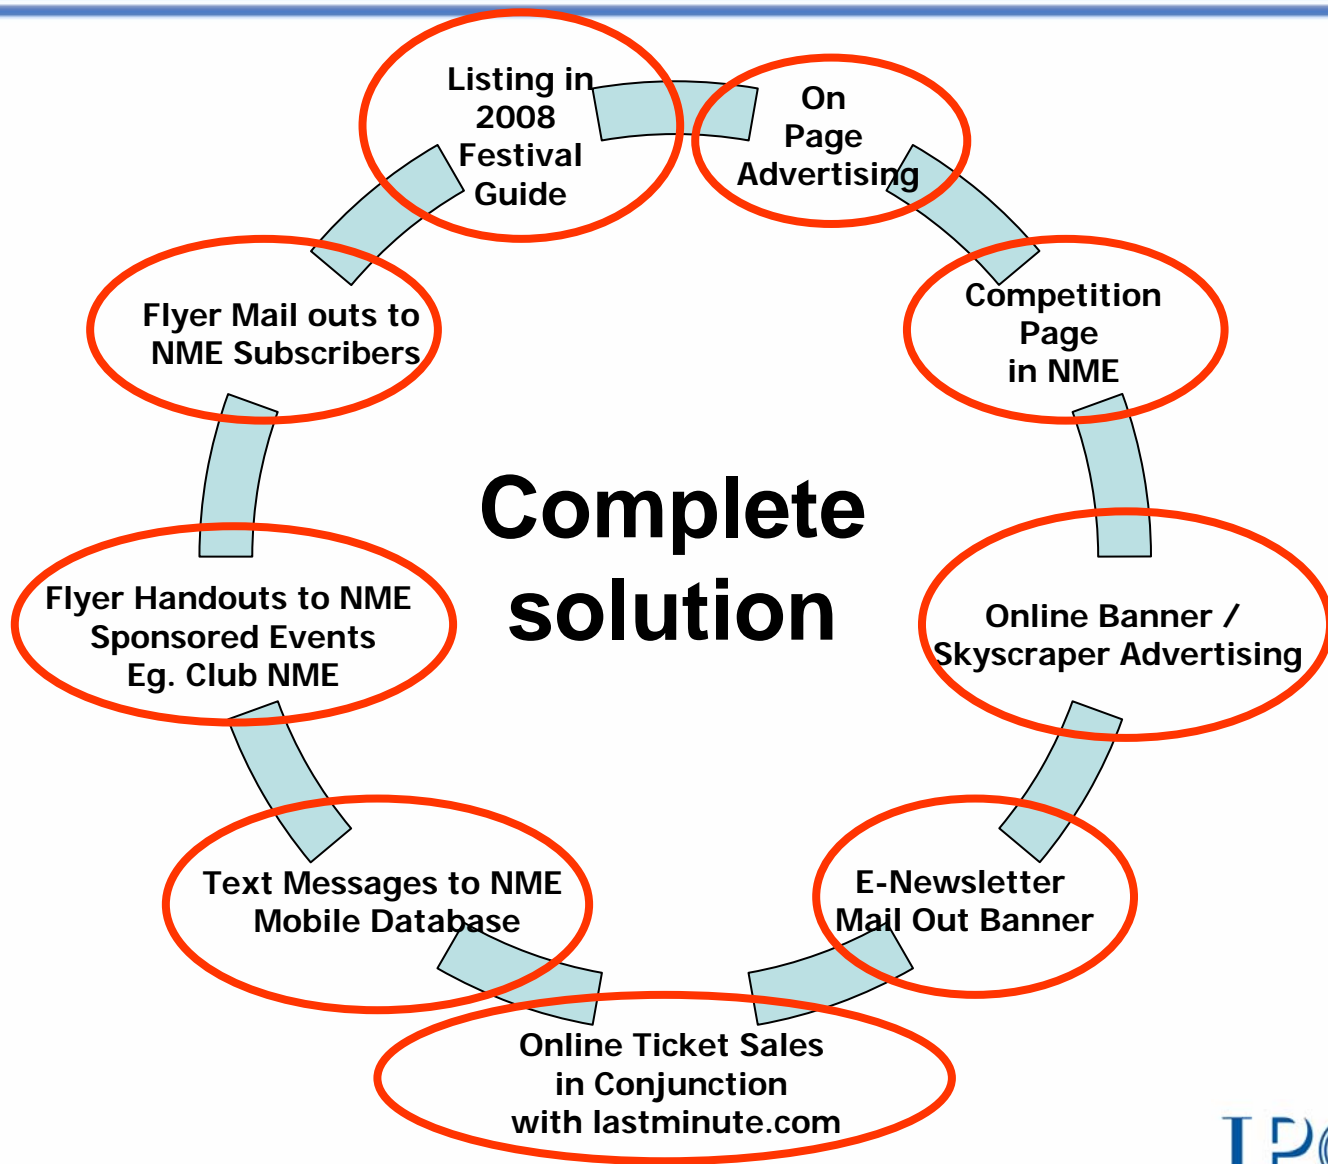 Listing in
2008
Festival
Guide
On
Page
Advertising
Competition
Page
in NME
Online Banner /
Skyscraper Advertising
E-Newsletter
Mail Out Banner
Online Ticket Sales
in Conjunction
with lastminute.com
Text Messages to NME
Mobile Database
Flyer Handouts to NME
Sponsored Events
Eg. Club NME
Flyer Mail outs to
NME Subscribers
Complete
solution